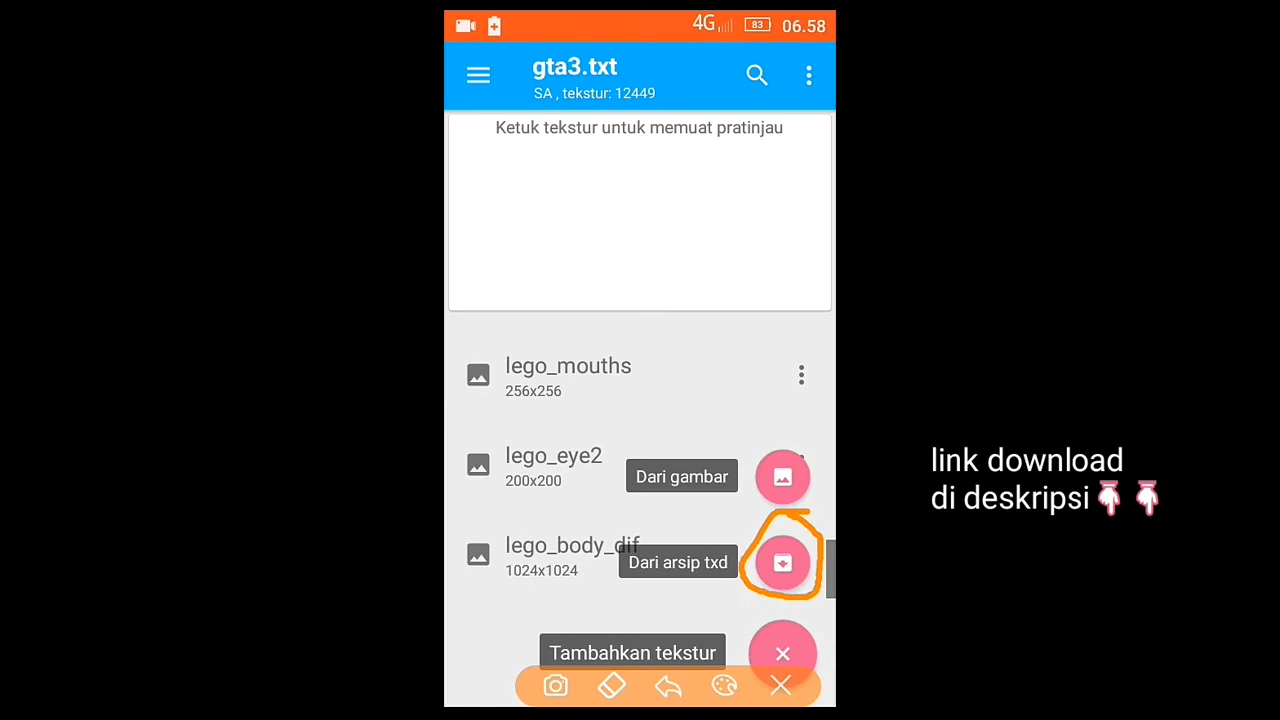 4G 83 06.58
gta3.txt
SA , tekstur: 12449
Ketuk tekstur untuk memuat pratinjau
lego_mouths
256x256
lego_eye2
200x200
Dari gambar
lego_body_dif
1024x1024
Dari arsip txd
Tambahkan tekstur
link download
di deskripsi👇👇